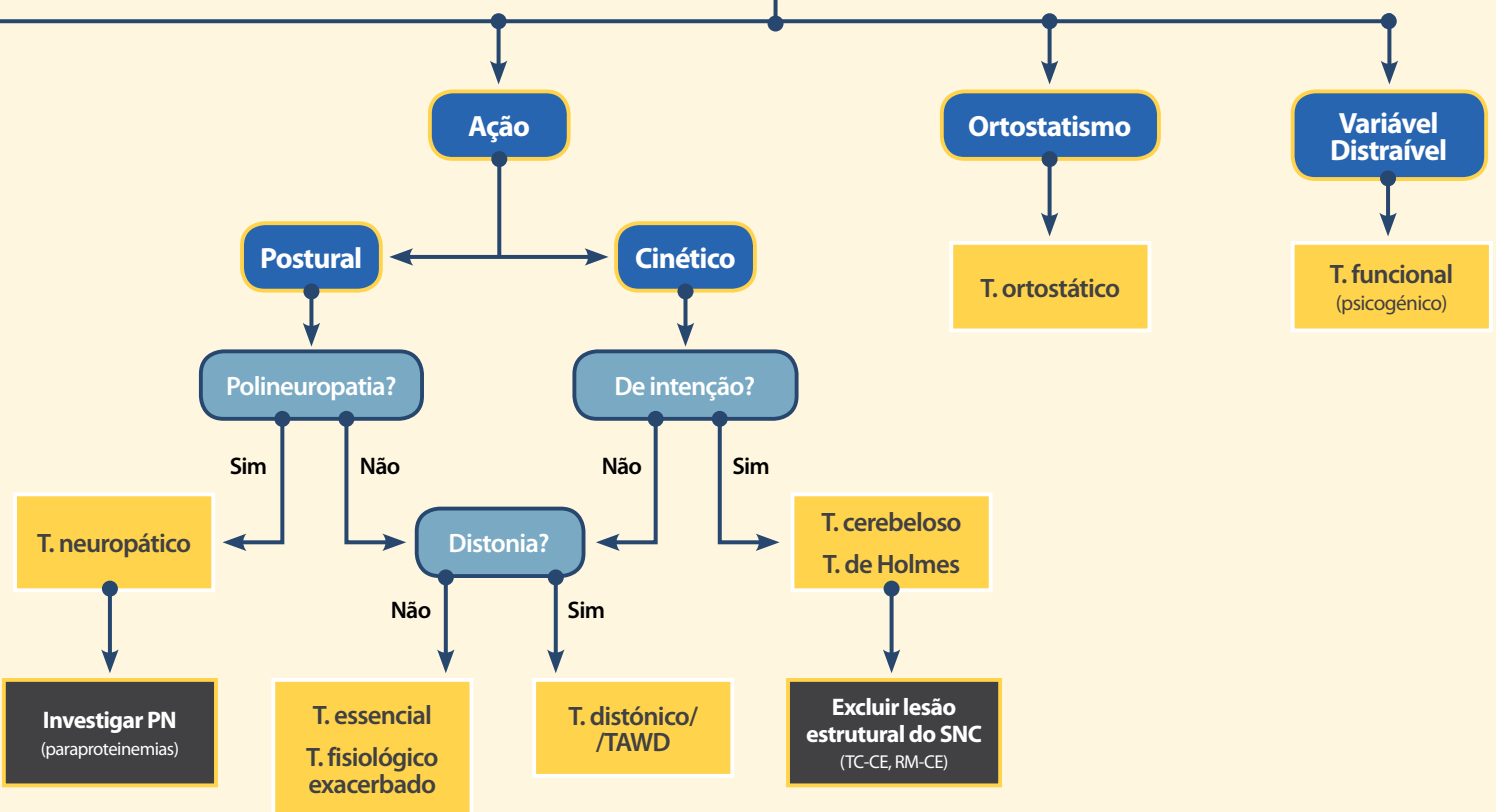 Ação
Ortostatismo
Variável
Distraível
Postural
Cinético
T. ortostático
T. funcional
(psicogénico)
Polineuropatia?
De intenção?
Sim
Não
Não
Sim
T. neuropático
Distonia?
T. cerebeloso
T. de Holmes
Não
Sim
Investigar PN
(paraproteinemias)
T. essencial
T. fisiológico
exacerbado
T. distónico/
/TAWD
Excluir lesão
estrutural do SNC
(TC-CE, RM-CE)